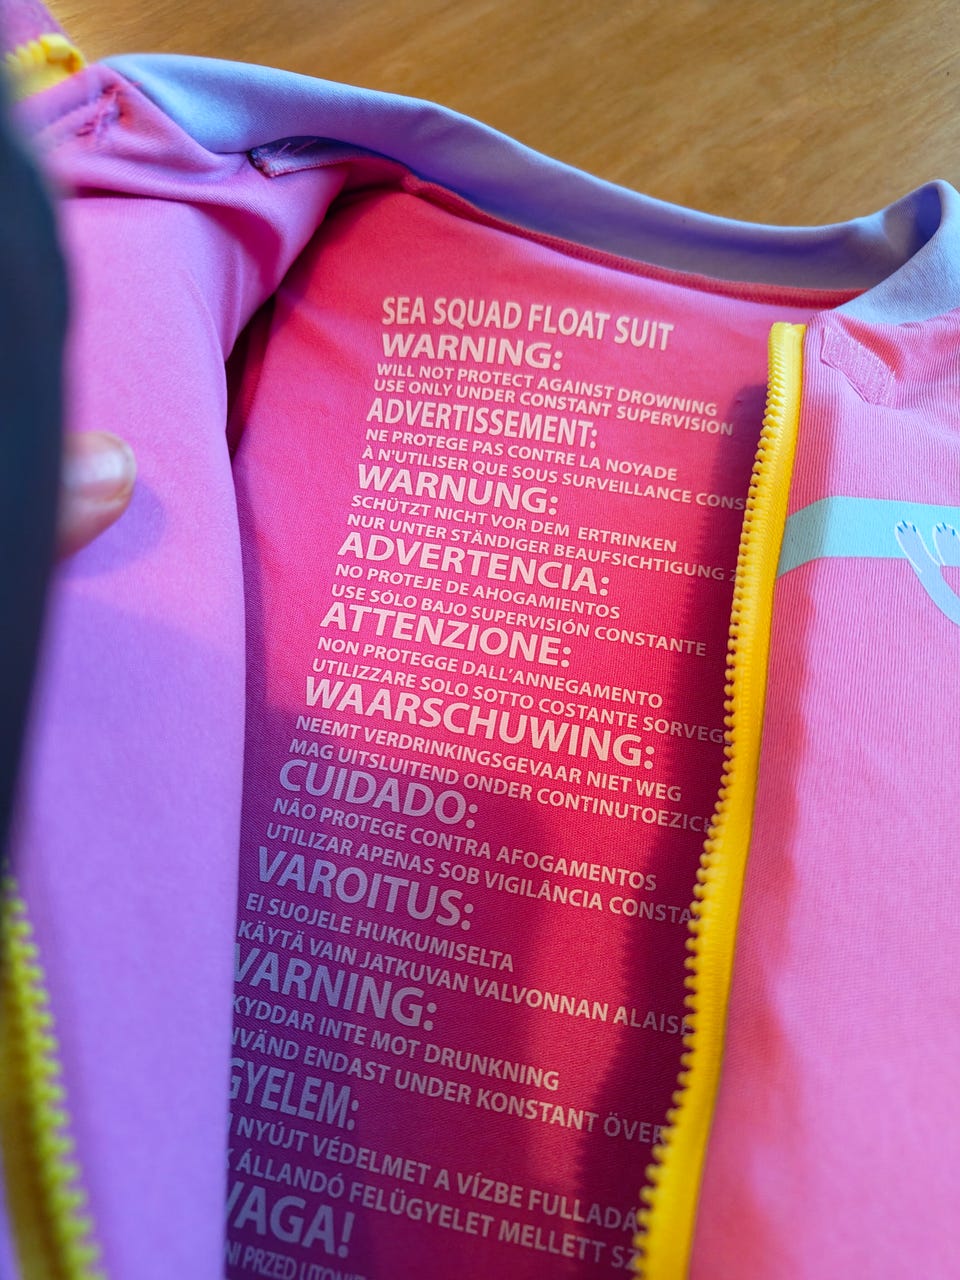 SEA SQUAD FLOAT SUIT
WARNING:
WILL NOT PROTECT AGAINST DROWNING
USE ONLY UNDER CONSTANT SUPERVISION
ADVERTISSEMENT:
NE PROTEGE PAS CONTRE LA NOYADE
À N'UTILISER QUE SOUS SURVEILLANCE
WARNUNG:
SCHÜTZT NICHT VOR DEM ERTRINKEN
NUR UNTER STÄNDIGER BEAUFSICHTIGUNG
ADVERTENCIA:
NO PROTEJE DE AHOGAMIENTOS
USE SÓLO BAJO SUPERVISIÓN CONSTANTE
ATTENZIONE:
NON PROTEGGE DALL'ANNEGAMENTO
UTILIZZARE SOLO SOTTO COSTANTE
WAARSCHUWING:
NEEMT VERDRINKINGSGEVAAR NIET WEG
MAG UITSLUITEND ONDER
CUIDADO:
NÃO PROTEGE CONTRA AFOGAMENTOS
UTILIZAR APENAS SOB VIGILÂNCIA
VAROITUS:
EI SUOJELE HUKKUMISELTA
KÄYTÄ VAIN JATKUVAN VALVONNAN
VARNING:
INTE MOT DRUNKNING
ENDAST UNDER KONSTANT
NYÚJT VÉDELMET A VÍZBE
ÁLLANDÓ FELÜGYELET MELLETT
PRZED